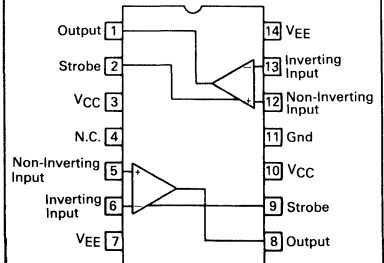 Output 1
Strobe 2
VCC 3
N.C. 4
Non-Inverting
Input 5
Inverting
Input 6
VEE 7
14 VEE
13 Inverting
Input
12 Non-Inverting
Input
11 Gnd
10 VCC
9 Strobe
8 Output
− +
+ −